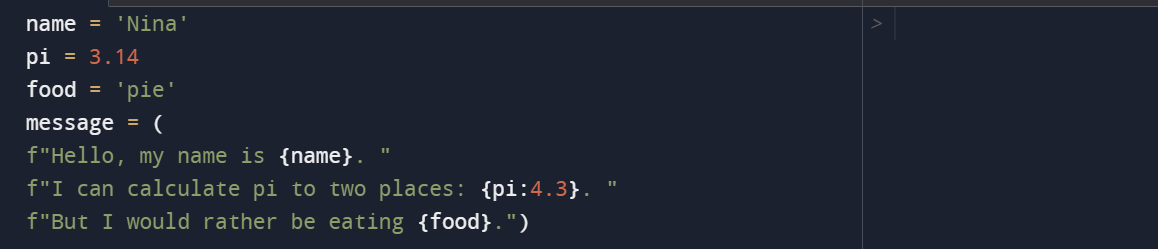 name = 'Nina'
pi = 3.14
food = 'pie'
message = (
f"Hello, my name is {name}. "
f"I can calculate pi to two places: {pi:4.3}. "
f"But I would rather be eating {food}.")
>